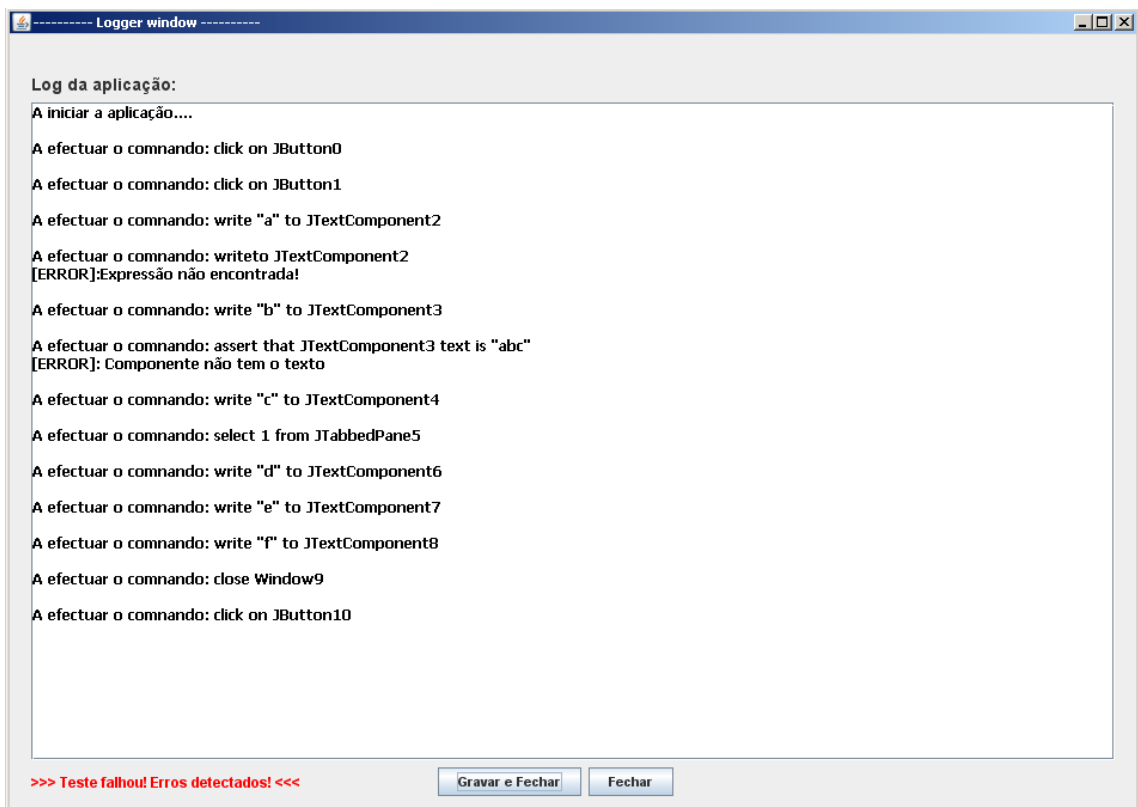 ---------- Logger window ----------
Log da aplicação:
A iniciar a aplicação....
A efectuar o comnando: click on JButton0
A efectuar o comnando: click on JButton1
A efectuar o comnando: write "a" to JTextComponent2
A efectuar o comnando: writeto JTextComponent2
[ERROR]:Expressão não encontrada!
A efectuar o comnando: write "b" to JTextComponent3
A efectuar o comnando: assert that JTextComponent3 text is "abc"
[ERROR]: Componente não tem o texto
A efectuar o comnando: write "c" to JTextComponent4
A efectuar o comnando: select 1 from JTabbedPane5
A efectuar o comnando: write "d" to JTextComponent6
A efectuar o comnando: write "e" to JTextComponent7
A efectuar o comnando: write "f" to JTextComponent8
A efectuar o comnando: close Window9
A efectuar o comnando: click on JButton10
>>> Teste falhou! Erros detectados! <<< Gravar e Fechar Fechar